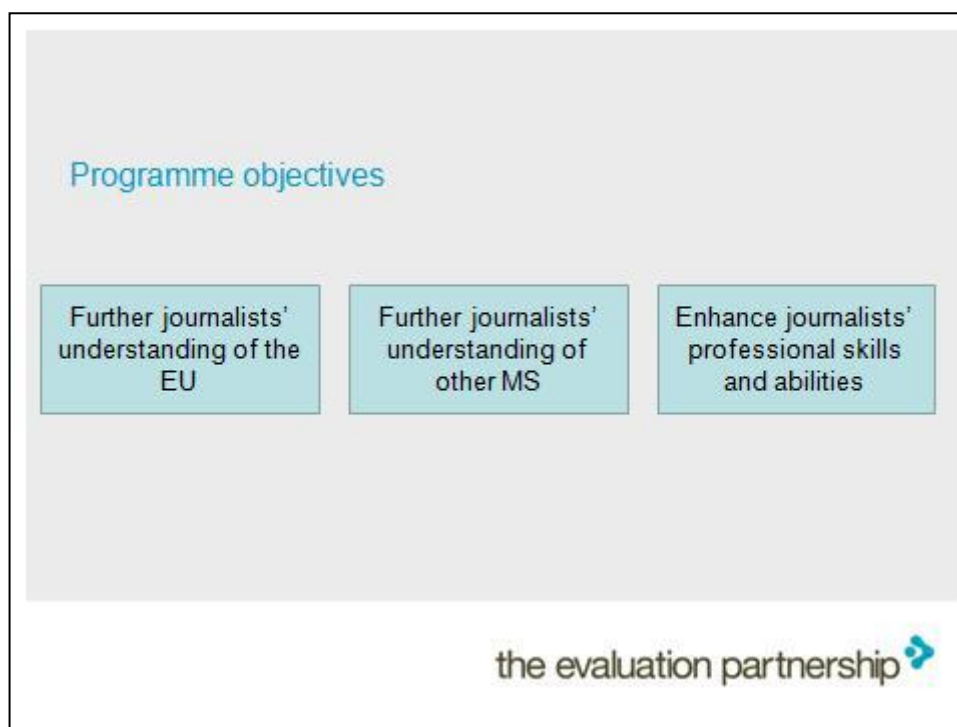 Programme objectives
Further journalists’
understanding of the
EU
Further journalists’
understanding of
other MS
Enhance journalists’
professional skills
and abilities
the evaluation partnership